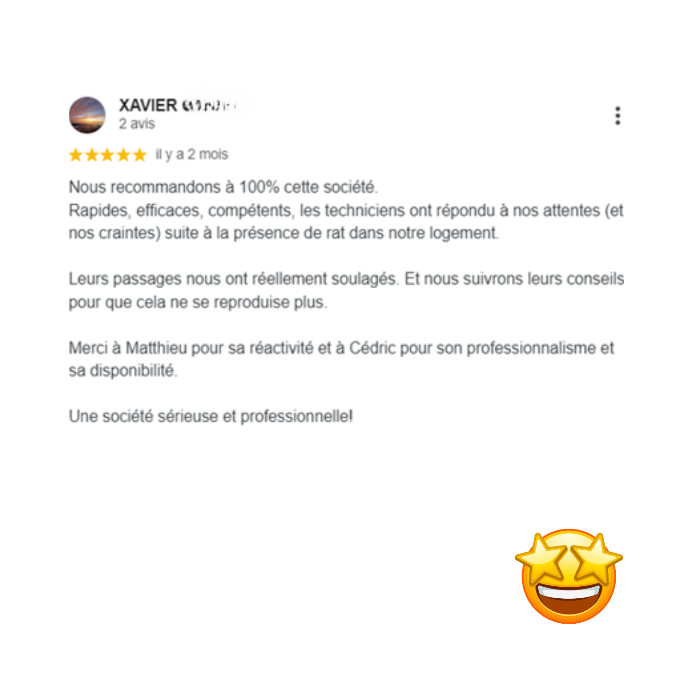 XAVIER
2 avis
il y a 2 mois
Nous recommandons à 100% cette société.
Rapides, efficaces, compétents, les techniciens ont répondu à nos attentes (et
nos craintes) suite à la présence de rat dans notre logement.
Leurs passages nous ont réellement soulagés. Et nous suivrons leurs conseils
pour que cela ne se reproduise plus.
Merci à Matthieu pour sa réactivité et à Cédric pour son professionnalisme et
sa disponibilité.
Une société sérieuse et professionnelle!